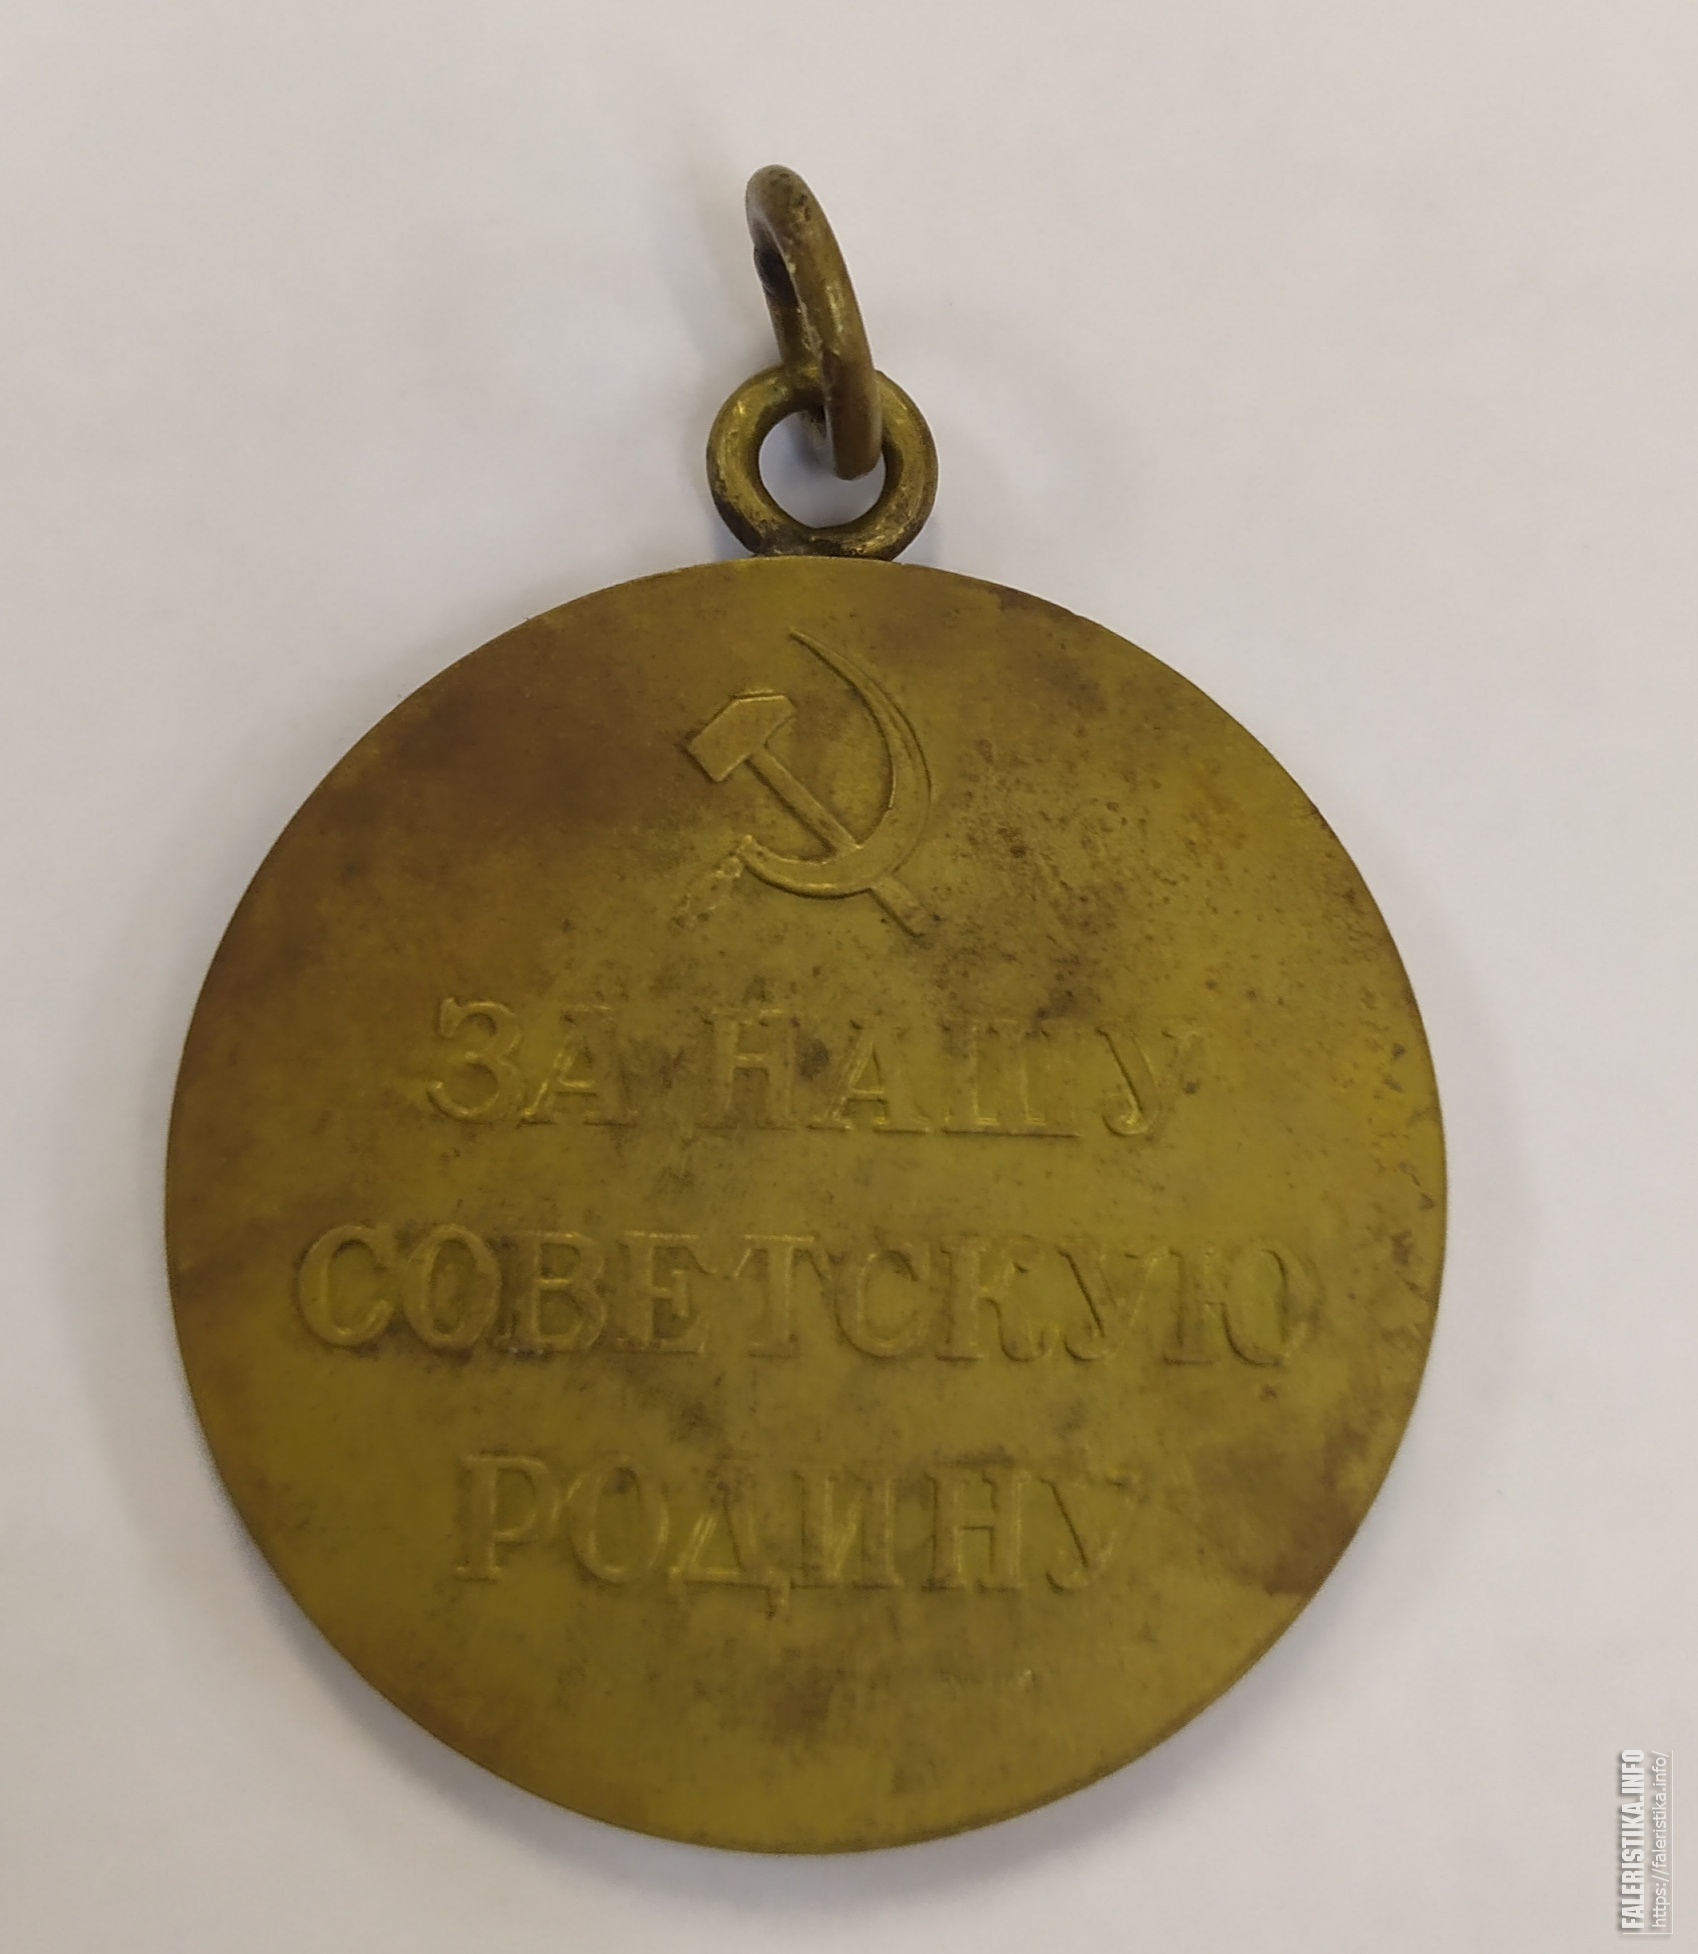 ЗА НАШУ
СОВЕТСКУЮ
РОДИНУ
FALERISTIKA.INFO
https://faleristika.info/